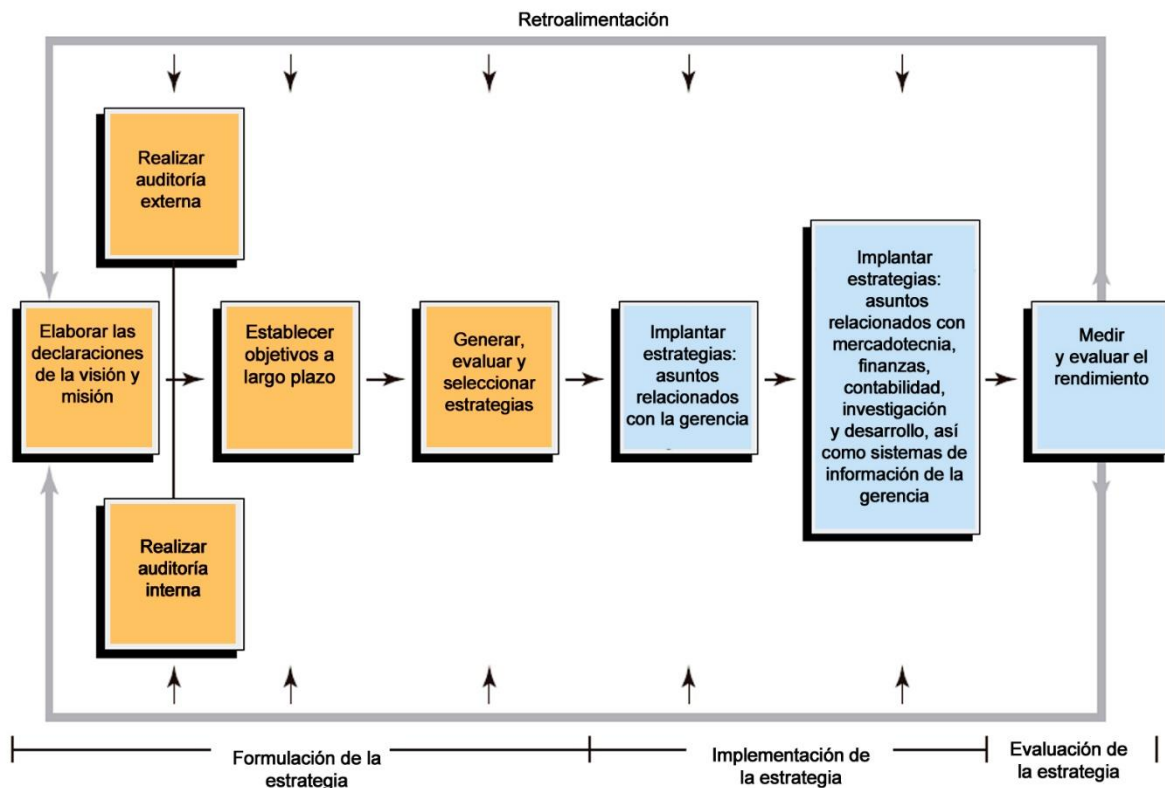 Retroalimentación
Realizar
auditoría
externa
Elaborar las
declaraciones
de la visión y
misión
Establecer
objetivos a
largo plazo
Generar,
evaluar y
seleccionar
estrategias
Implantar
estrategias:
asuntos
relacionados
con la gerencia
Implantar
estrategias:
asuntos
relacionados con
mercadotecnia,
finanzas,
contabilidad,
investigación
y desarrollo, así
como sistemas de
información de la
gerencia
Medir
y evaluar el
rendimiento
Realizar
auditoría
interna
Formulación de la
estrategia
Implementación de
la estrategia
Evaluación de
la estrategia